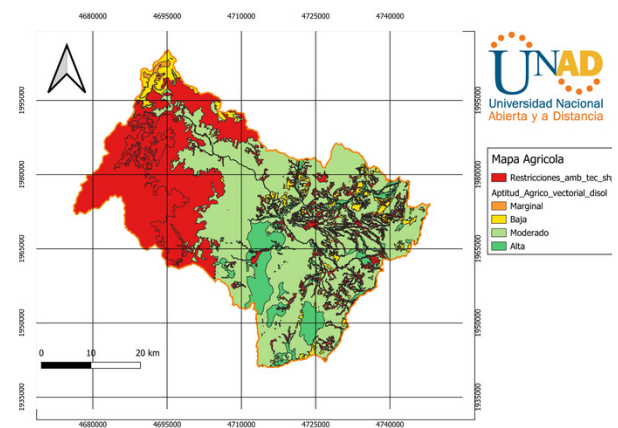 4680000 4695000 4710000 4725000 4740000
UNAD
Universidad Nacional
Abierta y a Distancia
1995000 1995000
1980000 1980000
1965000 1965000
1950000 1950000
1935000 1935000
Mapa Agricola
Restricciones_amb_tec_sh
Aptitud_Agrico_vectorial_disol
Marginal
Baja
Moderado
Alta
0 10 20 km
4680000 4695000 4710000 4725000 4740000